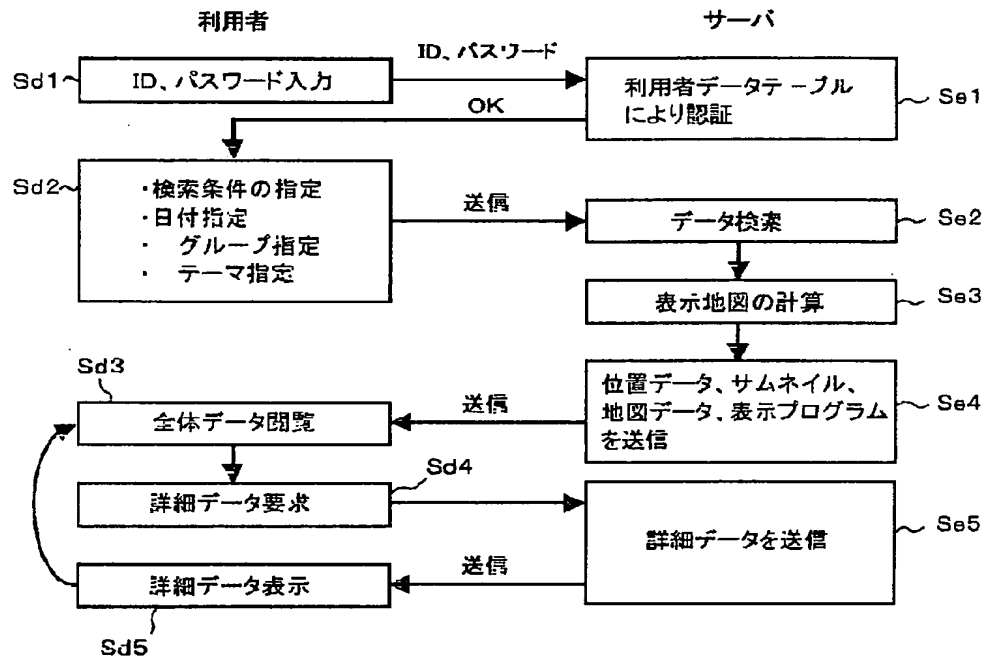 利用者
サーバ
Sd1
ID、パスワード入力
ID、パスワード
利用者データテーブル
により認証
Se1
OK
Sd2
・検索条件の指定
・日付指定
・ グループ指定
・ テーマ指定
送信
データ検索
Se2
表示地図の計算
Se3
Sd3
全体データ閲覧
送信
位置データ、サムネイル、
地図データ、表示プログラム
を送信
Se4
Sd4
詳細データ要求
詳細データを送信
Se5
送信
詳細データ表示
Sd5